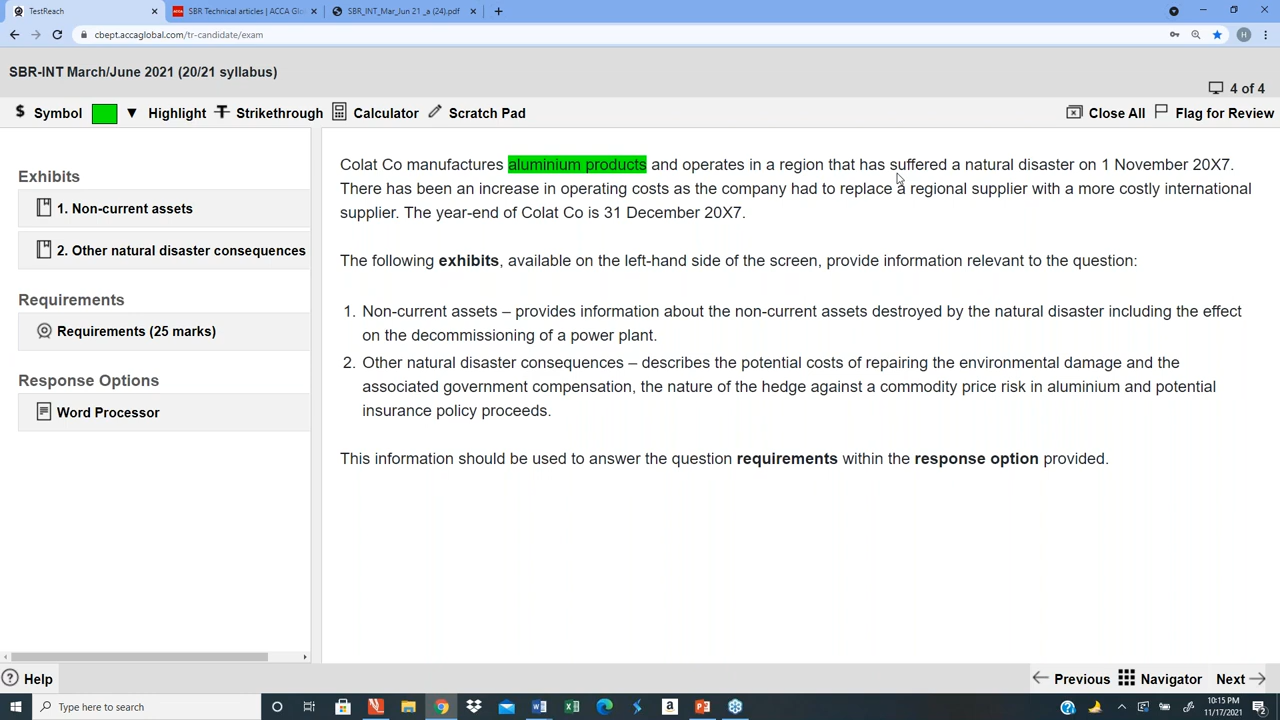 TestReach
SBR Technical articles | ACCA Glo
SBR_INT_Mar_Jun 21 _a (24).pdf
cbept.accaglobal.com/tr-candidate/exam
SBR-INT March/June 2021 (20/21 syllabus)
4 of 4
$ Symbol Highlight Strikethrough Calculator Scratch Pad Close All Flag for Review
Exhibits
1. Non-current assets
2. Other natural disaster consequences
Requirements
Requirements (25 marks)
Response Options
Word Processor
Colat Co manufactures aluminium products and operates in a region that has suffered a natural disaster on 1 November 20X7.
There has been an increase in operating costs as the company had to replace a regional supplier with a more costly international
supplier. The year-end of Colat Co is 31 December 20X7.
The following exhibits, available on the left-hand side of the screen, provide information relevant to the question:
1. Non-current assets – provides information about the non-current assets destroyed by the natural disaster including the effect
on the decommissioning of a power plant.
2. Other natural disaster consequences – describes the potential costs of repairing the environmental damage and the
associated government compensation, the nature of the hedge against a commodity price risk in aluminium and potential
insurance policy proceeds.
This information should be used to answer the question requirements within the response option provided.
Help
Previous Navigator Next
Type here to search
10:15 PM
11/17/2021